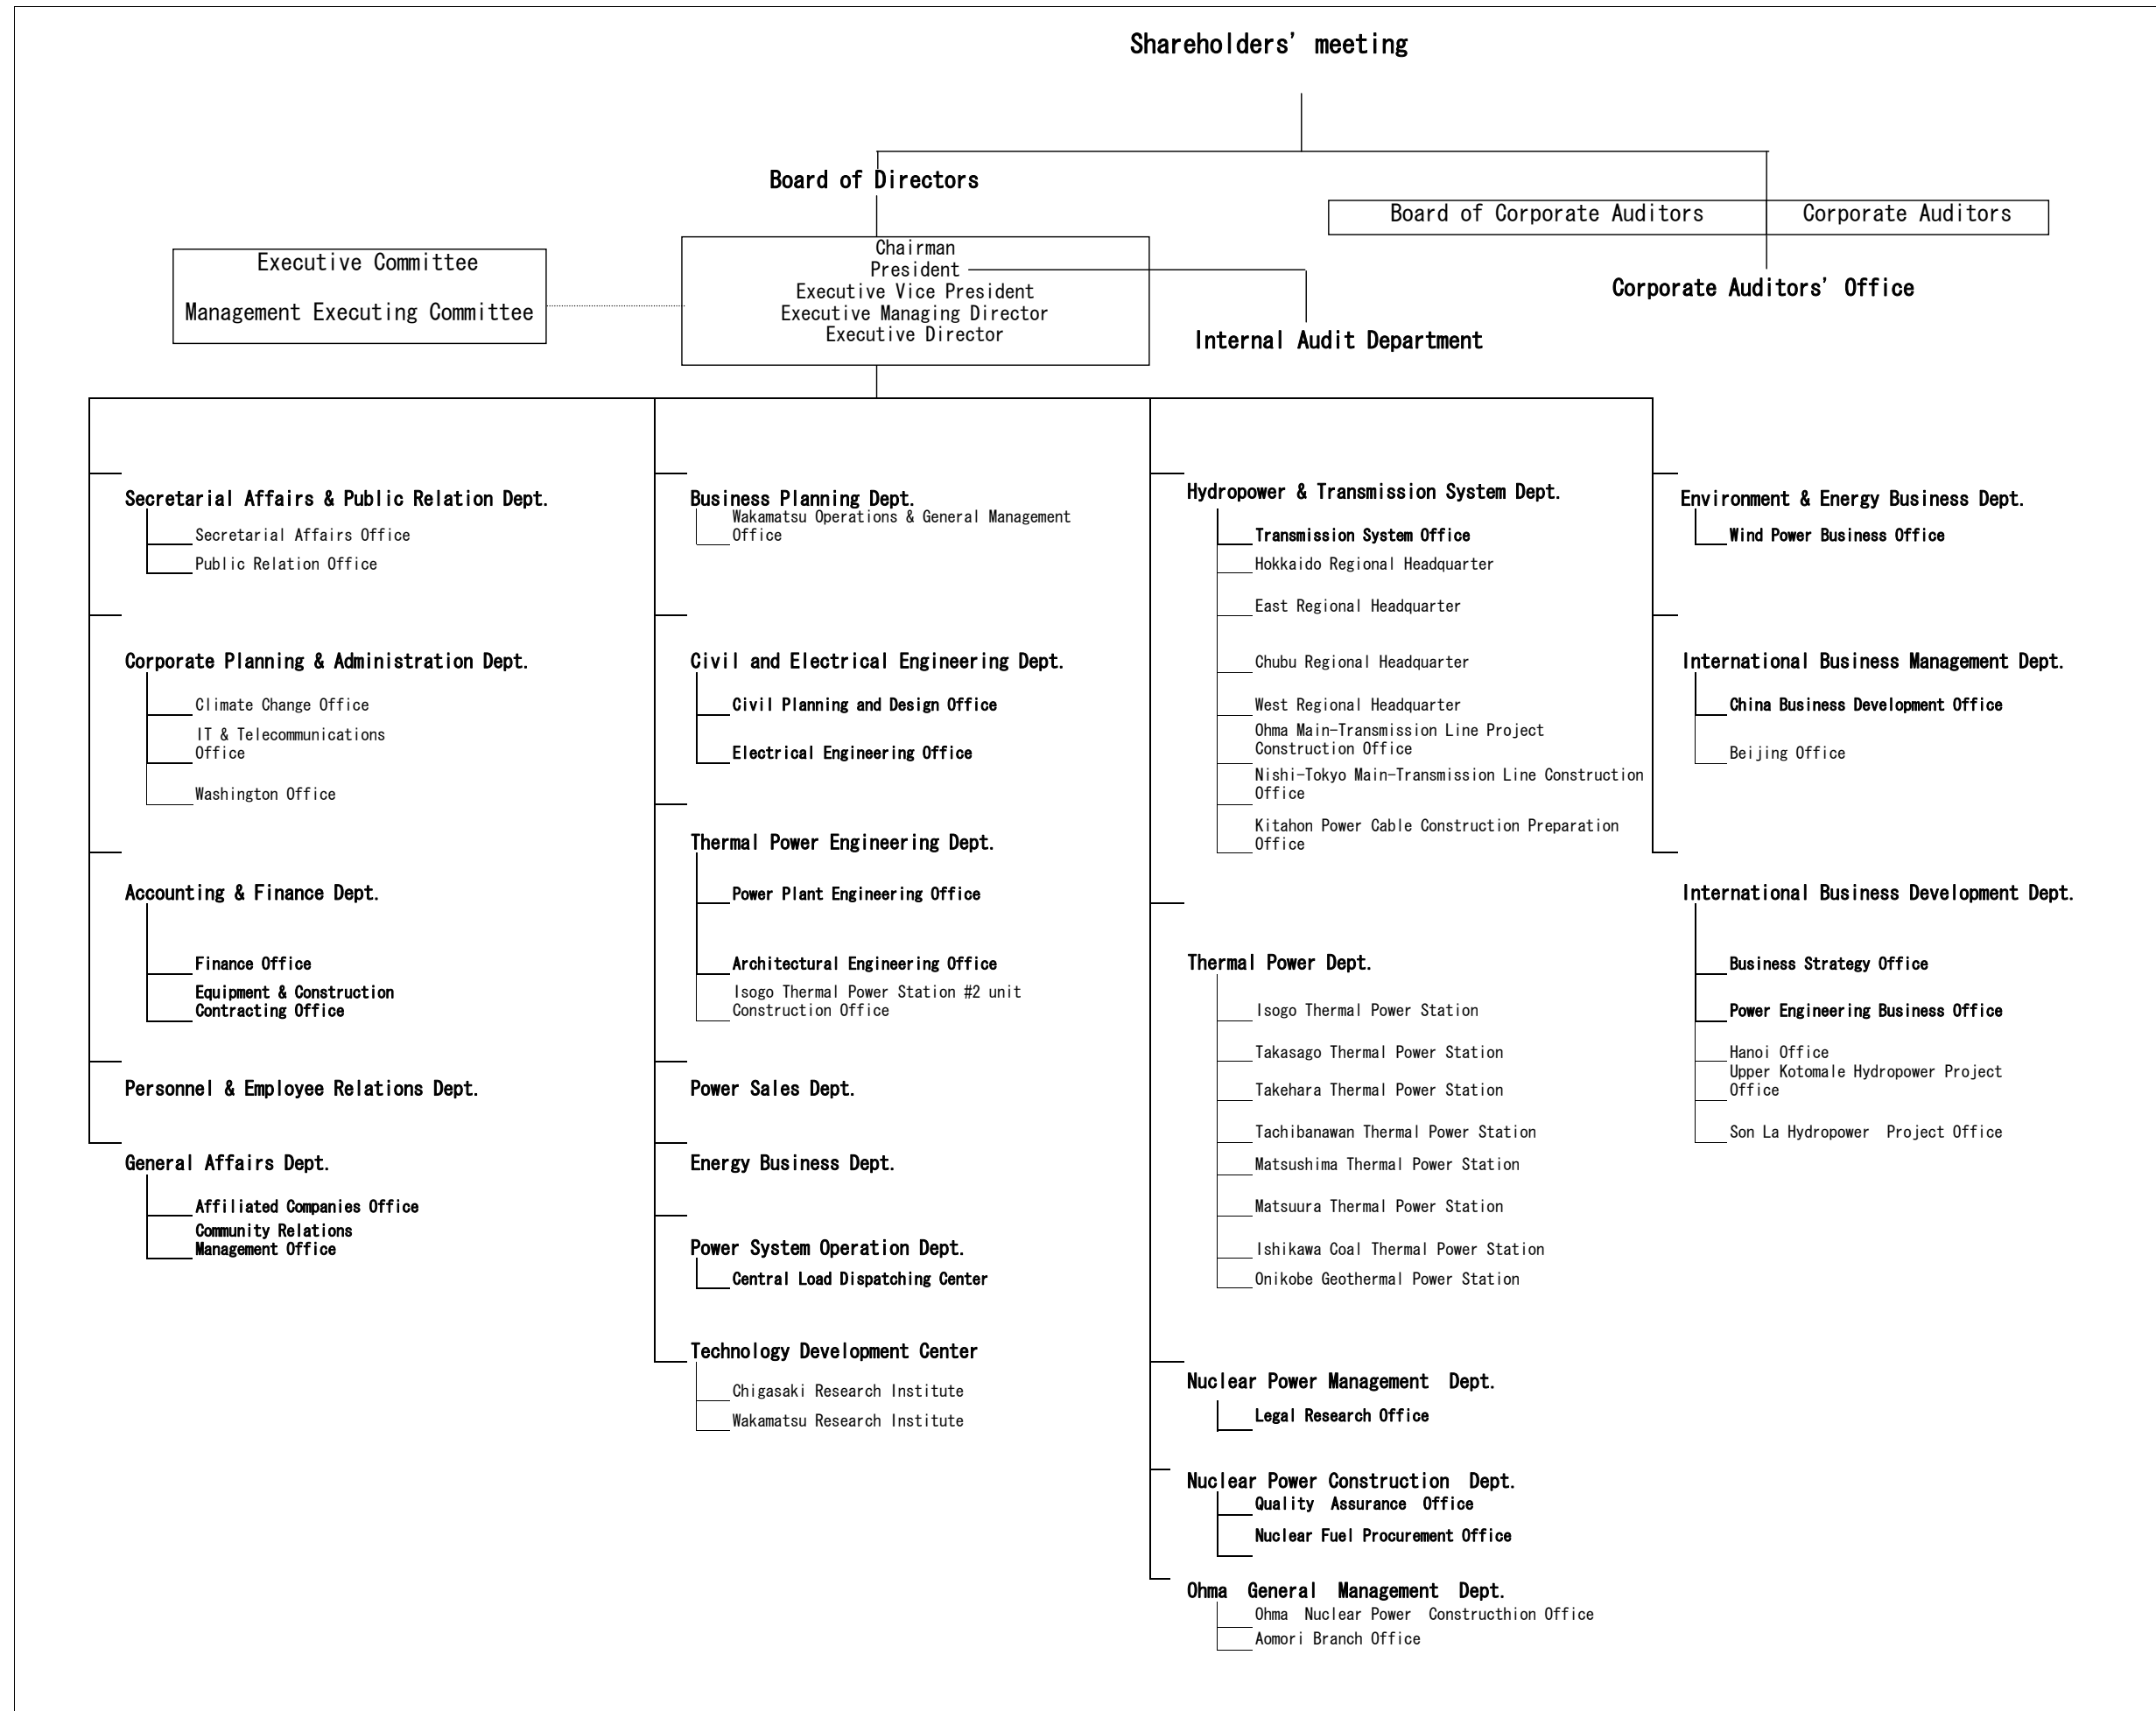 Shareholders' meeting
Board of Directors
Board of Corporate Auditors
Corporate Auditors
Corporate Auditors' Office
Executive Committee
Management Executing Committee
Chairman
President
Executive Vice President
Executive Managing Director
Executive Director
Internal Audit Department
Secretarial Affairs & Public Relation Dept.
Secretarial Affairs Office
Public Relation Office
Corporate Planning & Administration Dept.
Climate Change Office
IT & Telecommunications
Office
Washington Office
Accounting & Finance Dept.
Finance Office
Equipment & Construction
Contracting Office
Personnel & Employee Relations Dept.
General Affairs Dept.
Affiliated Companies Office
Community Relations
Management Office
Business Planning Dept.
Wakamatsu Operations & General Management
Office
Civil and Electrical Engineering Dept.
Civil Planning and Design Office
Electrical Engineering Office
Thermal Power Engineering Dept.
Power Plant Engineering Office
Architectural Engineering Office
Isogo Thermal Power Station #2 unit
Construction Office
Power Sales Dept.
Energy Business Dept.
Power System Operation Dept.
Central Load Dispatching Center
Technology Development Center
Chigasaki Research Institute
Wakamatsu Research Institute
Hydropower & Transmission System Dept.
Transmission System Office
Hokkaido Regional Headquarter
East Regional Headquarter
Chubu Regional Headquarter
West Regional Headquarter
Ohma Main-Transmission Line Project
Construction Office
Nishi-Tokyo Main-Transmission Line Construction
Office
Kitahon Power Cable Construction Preparation
Office
Thermal Power Dept.
Isogo Thermal Power Station
Takasago Thermal Power Station
Takehara Thermal Power Station
Tachibanawan Thermal Power Station
Matsushima Thermal Power Station
Matsuura Thermal Power Station
Ishikawa Coal Thermal Power Station
Onikobe Geothermal Power Station
Nuclear Power Management Dept.
Legal Research Office
Nuclear Power Construction Dept.
Quality Assurance Office
Nuclear Fuel Procurement Office
Ohma General Management Dept.
Ohma Nuclear Power Constructhion Office
Aomori Branch Office
Environment & Energy Business Dept.
Wind Power Business Office
International Business Management Dept.
China Business Development Office
Beijing Office
International Business Development Dept.
Business Strategy Office
Power Engineering Business Office
Hanoi Office
Upper Kotomale Hydropower Project
Office
Son La Hydropower Project Office